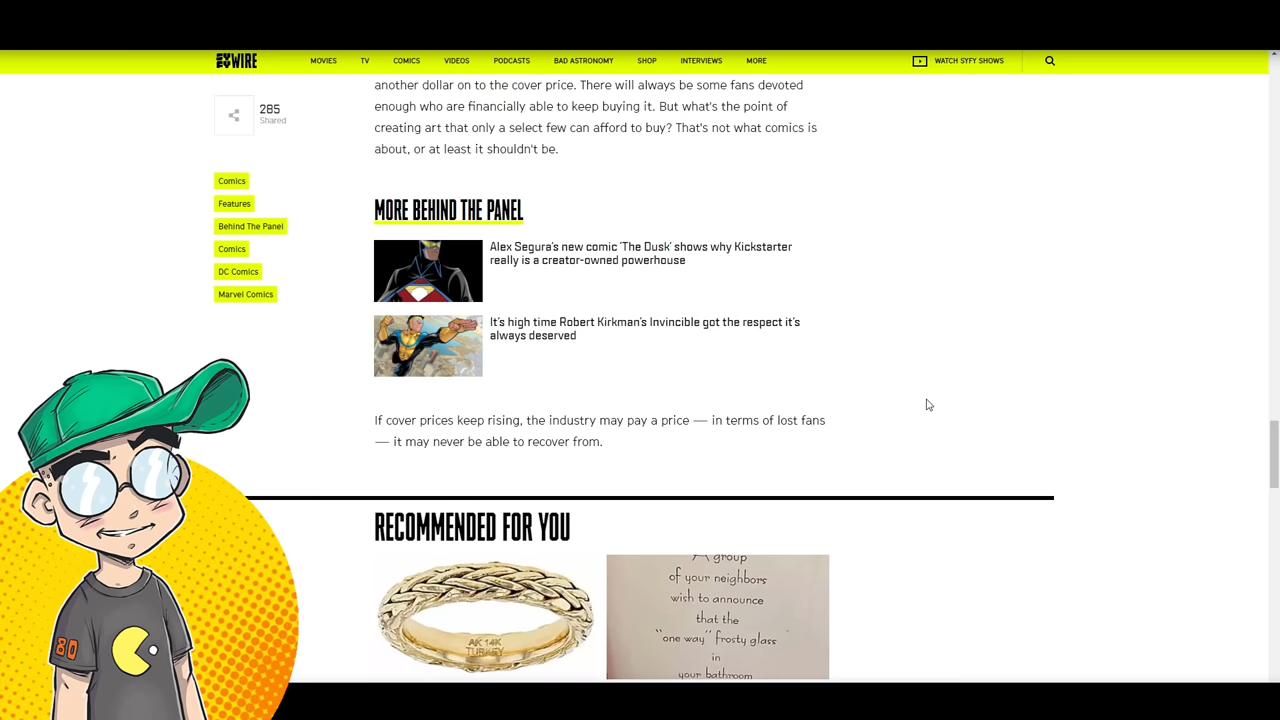 SYFY WIRE
MOVIES TV COMICS VIDEOS PODCASTS BAD ASTRONOMY SHOP INTERVIEWS MORE WATCH SYFY SHOWS
another dollar on to the cover price. There will always be some fans devoted
enough who are financially able to keep buying it. But what's the point of
creating art that only a select few can afford to buy? That's not what comics is
about, or at least it shouldn't be.
285
Shared
Comics
Features
Behind The Panel
Comics
DC Comics
Marvel Comics
MORE BEHIND THE PANEL
Alex Segura's new comic 'The Dusk' shows why Kickstarter
really is a creator-owned powerhouse
It's high time Robert Kirkman's Invincible got the respect it's
always deserved
If cover prices keep rising, the industry may pay a price — in terms of lost fans
— it may never be able to recover from.
RECOMMENDED FOR YOU
AK 14K
TURKEY
A group
of your neighbors
wish to announce
that the
"one way" frosty glass
in
your bathroom
80